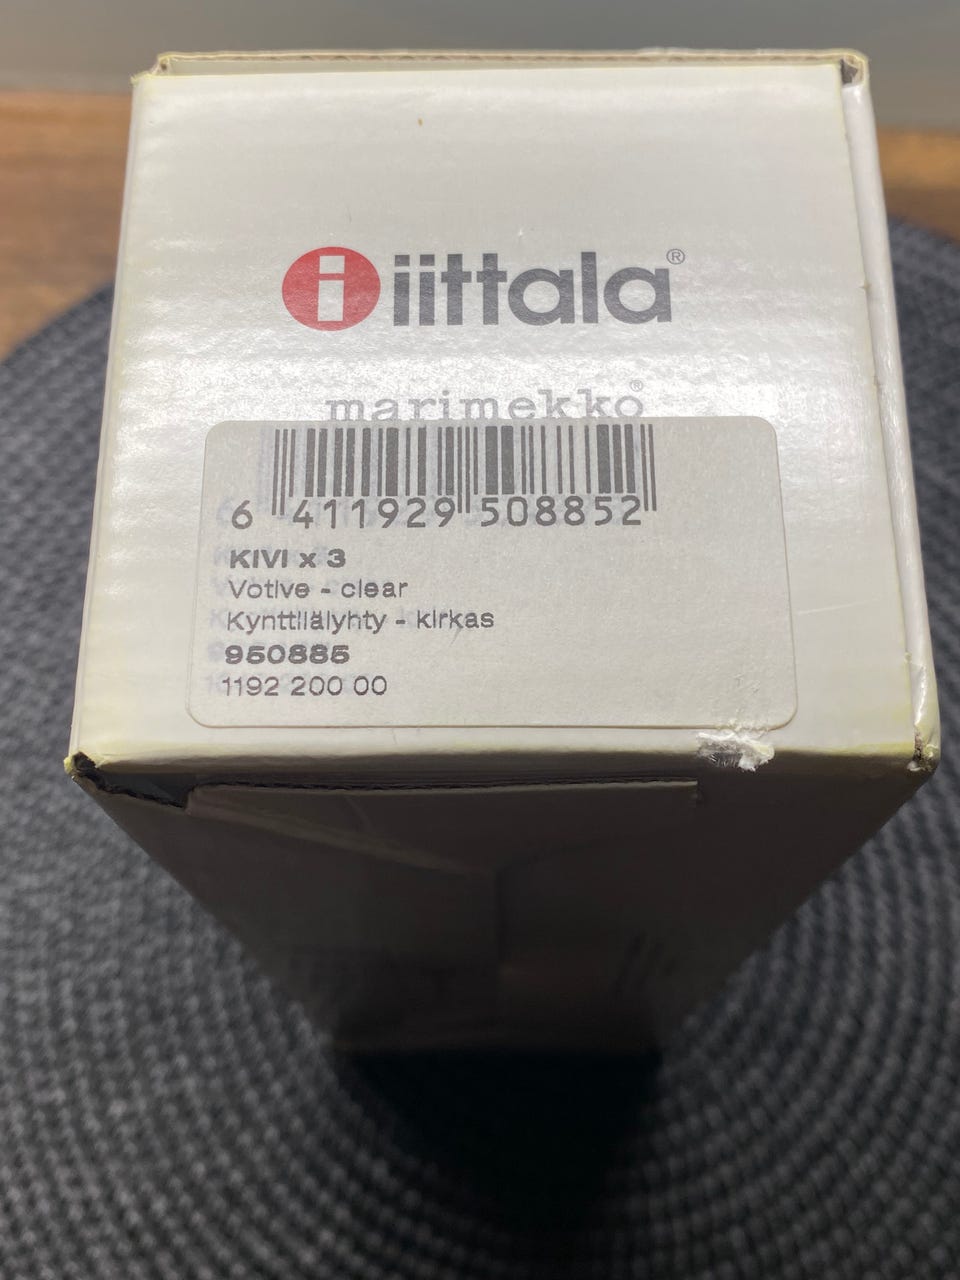 iittala®
marimekko®
6 411929 508852
KIVI x 3
Votive - clear
Kynttilälyhty - kirkas
950885
1192 200 00